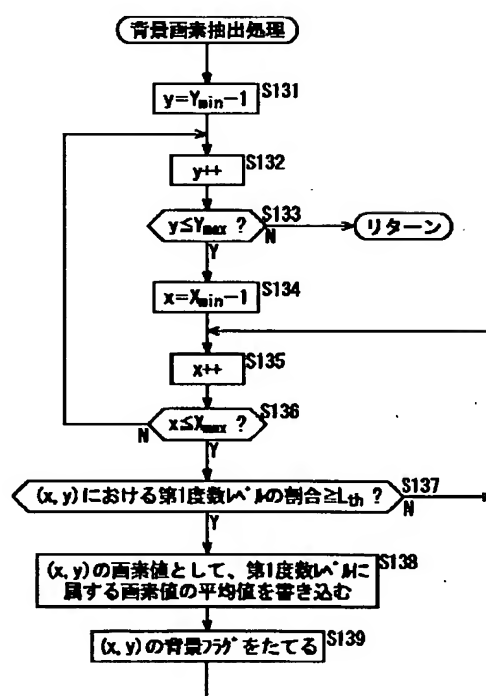 背景画素抽出処理
y=Ymin−1 S131
y++ S132
y≦Ymax ? S133
N リターン
Y
x=Xmin−1 S134
x++ S135
x≦Xmax ? S136
N
Y
(x, y)における第1度数レベルの割合≧Lth ? S137
N
Y
(x, y)の画素値として、第1度数レベルに S138
属する画素値の平均値を書き込む
(x, y)の背景フラグをたてる S139